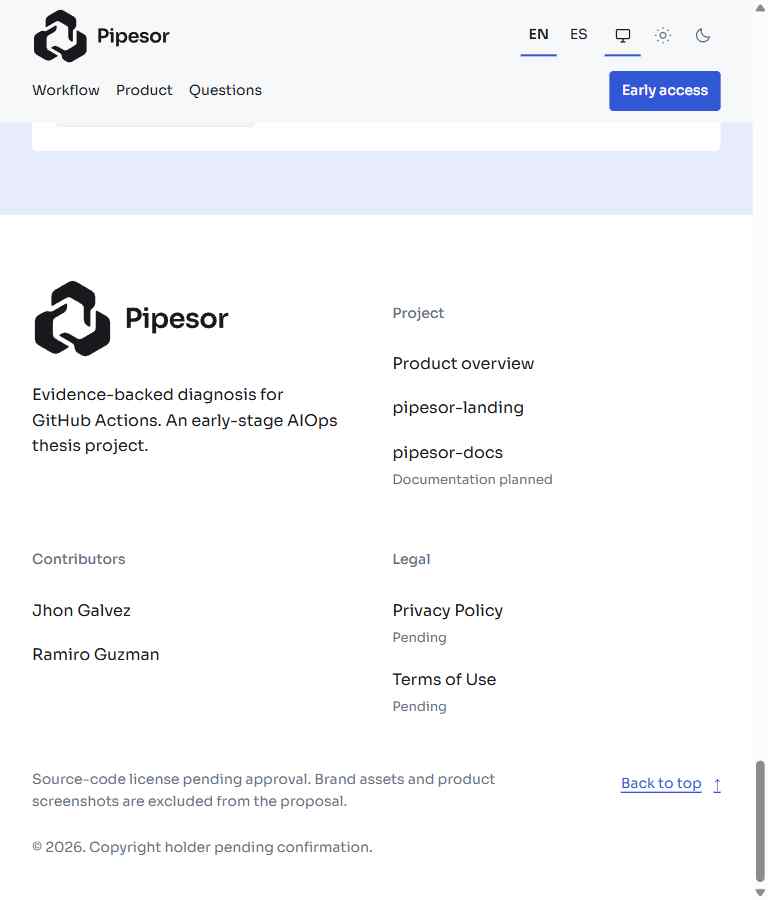 Pipesor
EN ES
Workflow Product Questions
Early access
Pipesor
Evidence-backed diagnosis for
GitHub Actions. An early-stage AIOps
thesis project.
Project
Product overview
pipesor-landing
pipesor-docs
Documentation planned
Contributors
Jhon Galvez
Ramiro Guzman
Legal
Privacy Policy
Pending
Terms of Use
Pending
Source-code license pending approval. Brand assets and product
screenshots are excluded from the proposal.
Back to top ↑
© 2026. Copyright holder pending confirmation.